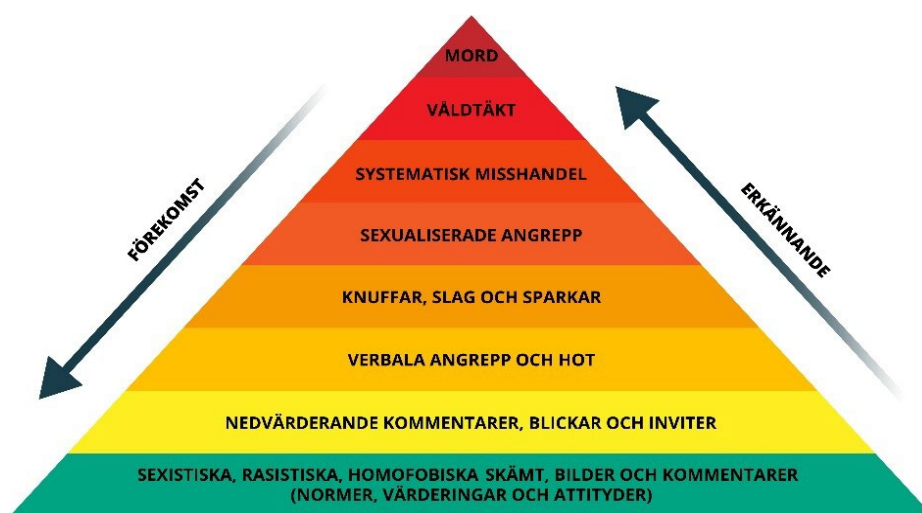 MORD
VÅLDTÄKT
SYSTEMATISK MISSHANDEL
FÖREKOMST
ERKÄNNANDE
SEXUALISERADE ANGREPP
KNUFFAR, SLAG OCH SPARKAR
VERBALA ANGREPP OCH HOT
NEDVÄRDERANDE KOMMENTARER, BLICKAR OCH INVITER
SEXISTISKA, RASISTISKA, HOMOFOBISKA SKÄMT, BILDER OCH KOMMENTARER
(NORMER, VÄRDERINGAR OCH ATTITYDER)